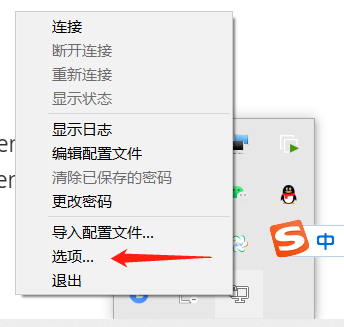 连接
断开连接
重新连接
显示状态
显示日志
编辑配置文件
清除已保存的密码
更改密码
导入配置文件...
选项...
退出
er
er
S 中